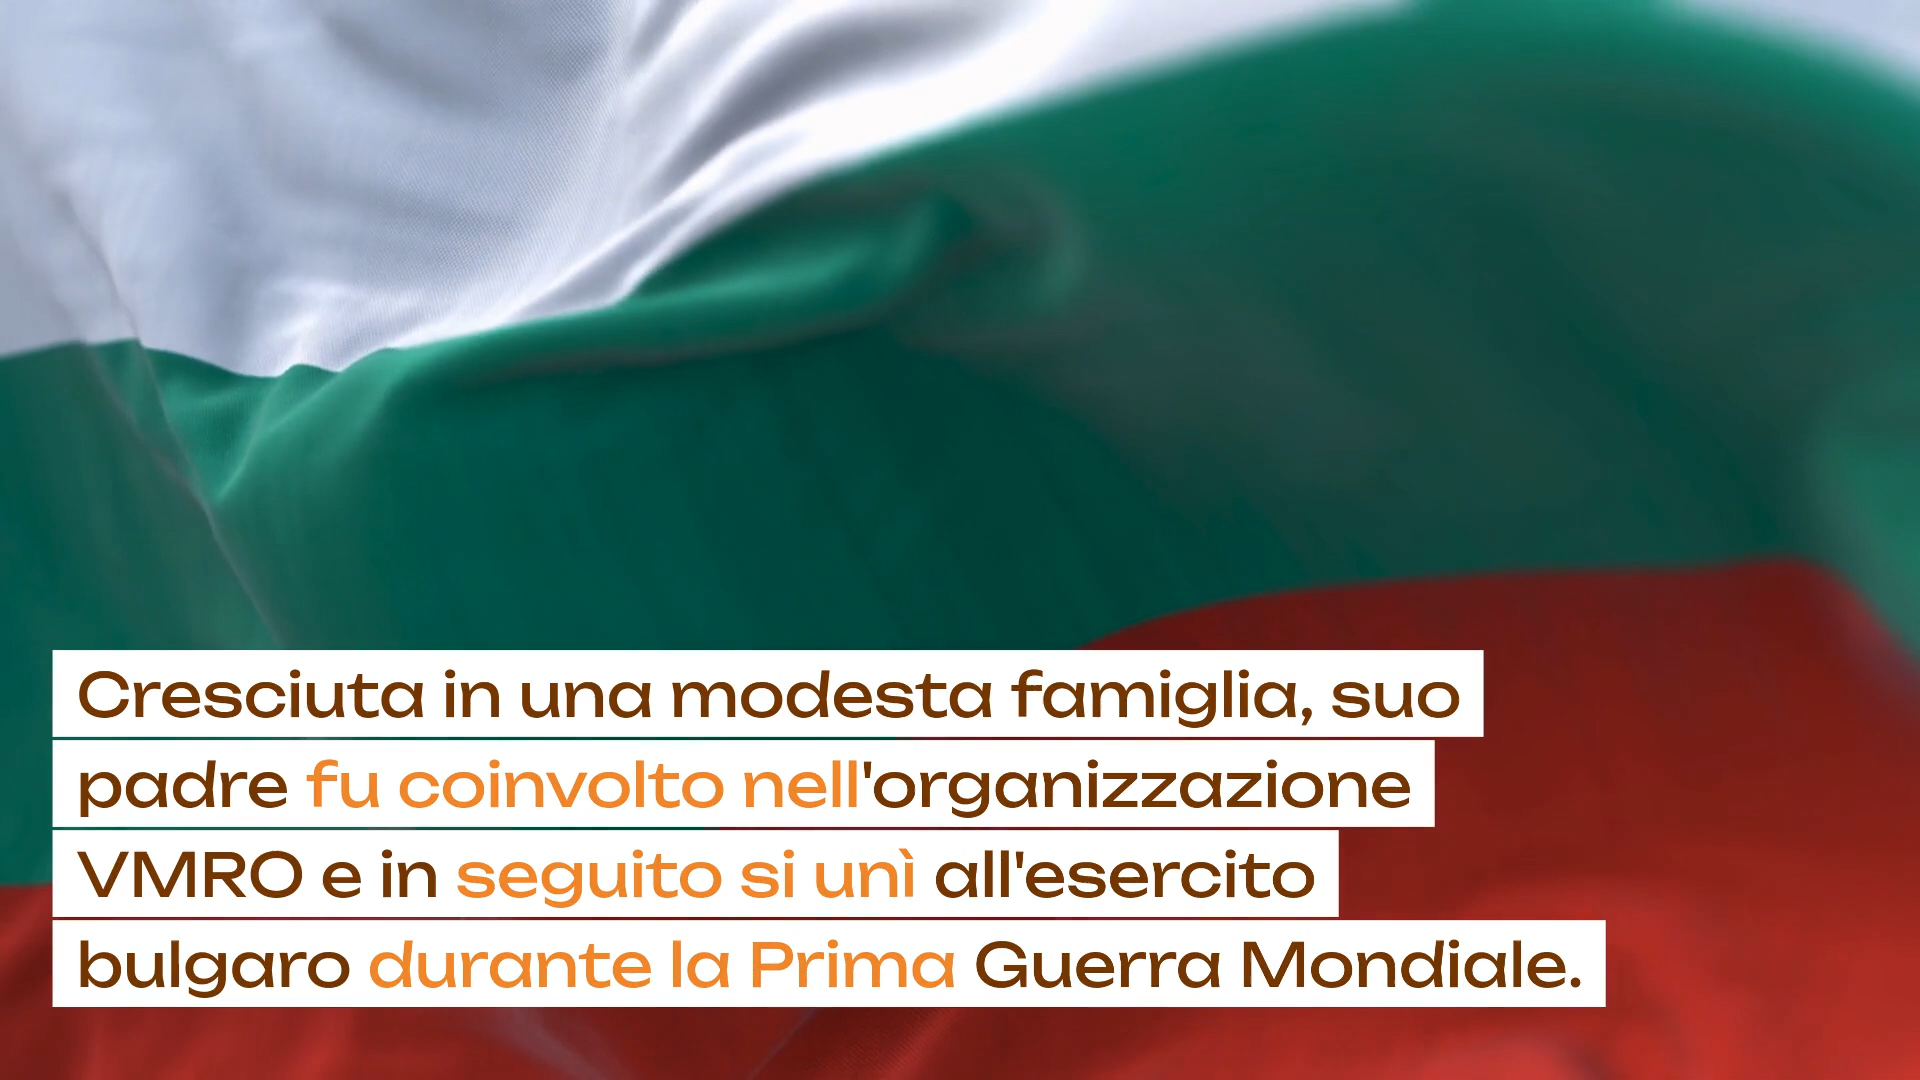 Cresciuta in una modesta famiglia, suo
padre fu coinvolto nell'organizzazione
VMRO e in seguito si unì all'esercito
bulgaro durante la Prima Guerra Mondiale.